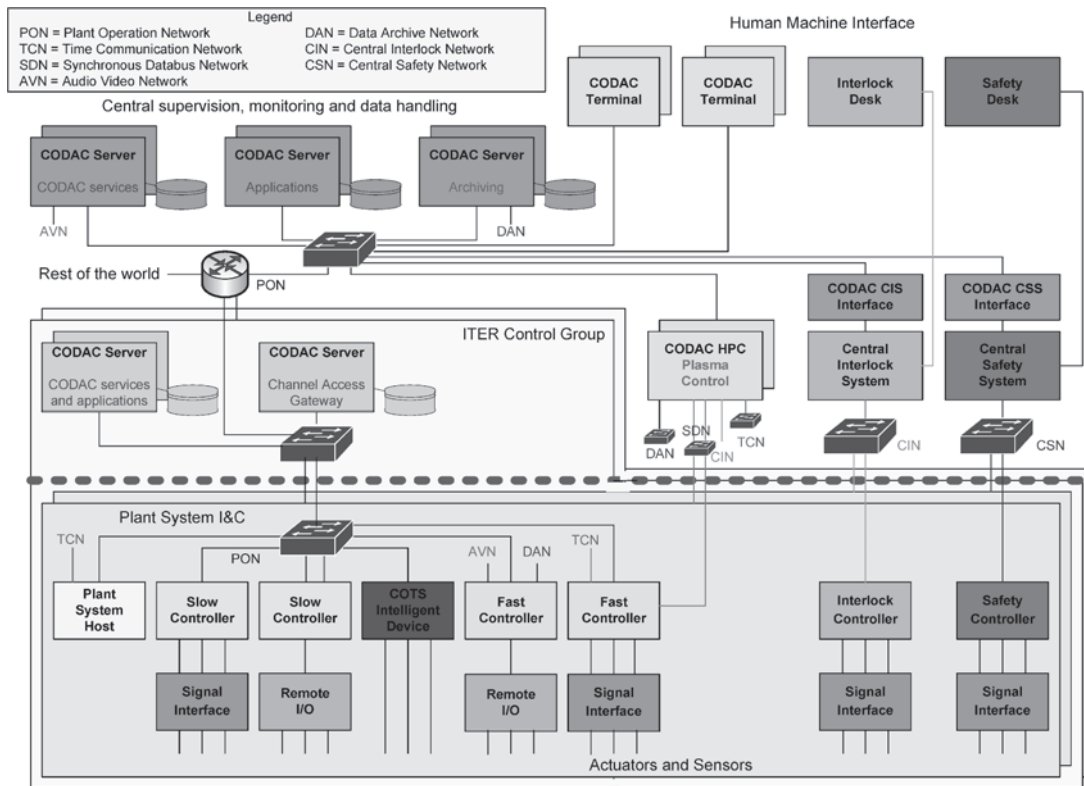 Legend
PON = Plant Operation Network
DAN = Data Archive Network
TCN = Time Communication Network
CIN = Central Interlock Network
SDN = Synchronous Databus Network
CSN = Central Safety Network
AVN = Audio Video Network
Human Machine Interface
CODAC
Terminal
CODAC
Terminal
Interlock
Desk
Safety
Desk
Central supervision, monitoring and data handling
CODAC Server
CODAC services
CODAC Server
Applications
CODAC Server
Archiving
AVN
DAN
Rest of the world
PON
CODAC CIS
Interface
CODAC CSS
Interface
ITER Control Group
CODAC Server
CODAC services
and applications
CODAC Server
Channel Access
Gateway
CODAC HPC
Plasma
Control
Central
Interlock
System
Central
Safety
System
DAN
SDN
CIN
TCN
CIN
CSN
Plant System I&C
TCN
PON
AVN
DAN
TCN
Plant
System
Host
Slow
Controller
Slow
Controller
COTS
Intelligent
Device
Fast
Controller
Fast
Controller
Interlock
Controller
Safety
Controller
Signal
Interface
Remote
I/O
Remote
I/O
Signal
Interface
Signal
Interface
Signal
Interface
Actuators and Sensors